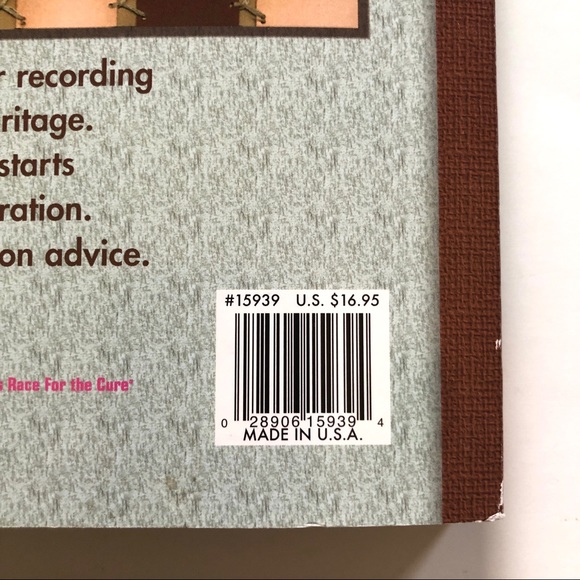 recording
ritage.
starts
ration.
on advice.
#15939 U.S. $16.95
0 28906 15939 4
MADE IN U.S.A.
Race For the Cure®